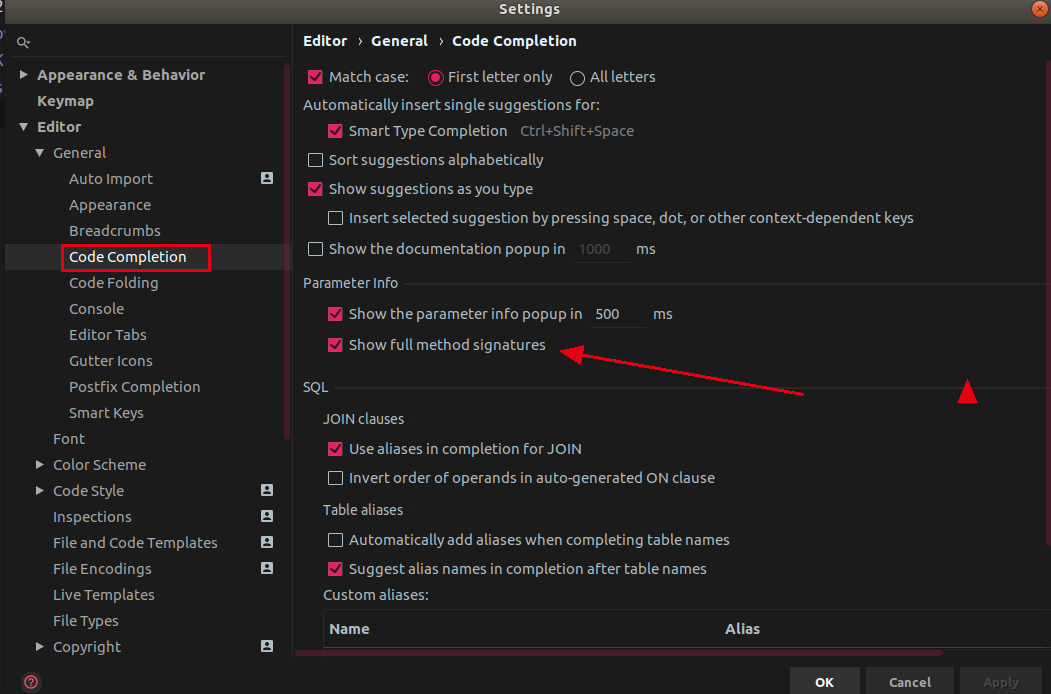 Settings
Editor › General › Code Completion
Appearance & Behavior
Keymap
Editor
General
Auto Import
Appearance
Breadcrumbs
Code Completion
Code Folding
Console
Editor Tabs
Gutter Icons
Postfix Completion
Smart Keys
Font
Color Scheme
Code Style
Inspections
File and Code Templates
File Encodings
Live Templates
File Types
Copyright
Match case: First letter only All letters
Automatically insert single suggestions for:
Smart Type Completion Ctrl+Shift+Space
Sort suggestions alphabetically
Show suggestions as you type
Insert selected suggestion by pressing space, dot, or other context-dependent keys
Show the documentation popup in 1000 ms
Parameter Info
Show the parameter info popup in 500 ms
Show full method signatures
SQL
JOIN clauses
Use aliases in completion for JOIN
Invert order of operands in auto-generated ON clause
Table aliases
Automatically add aliases when completing table names
Suggest alias names in completion after table names
Custom aliases:
Name Alias
OK Cancel Apply